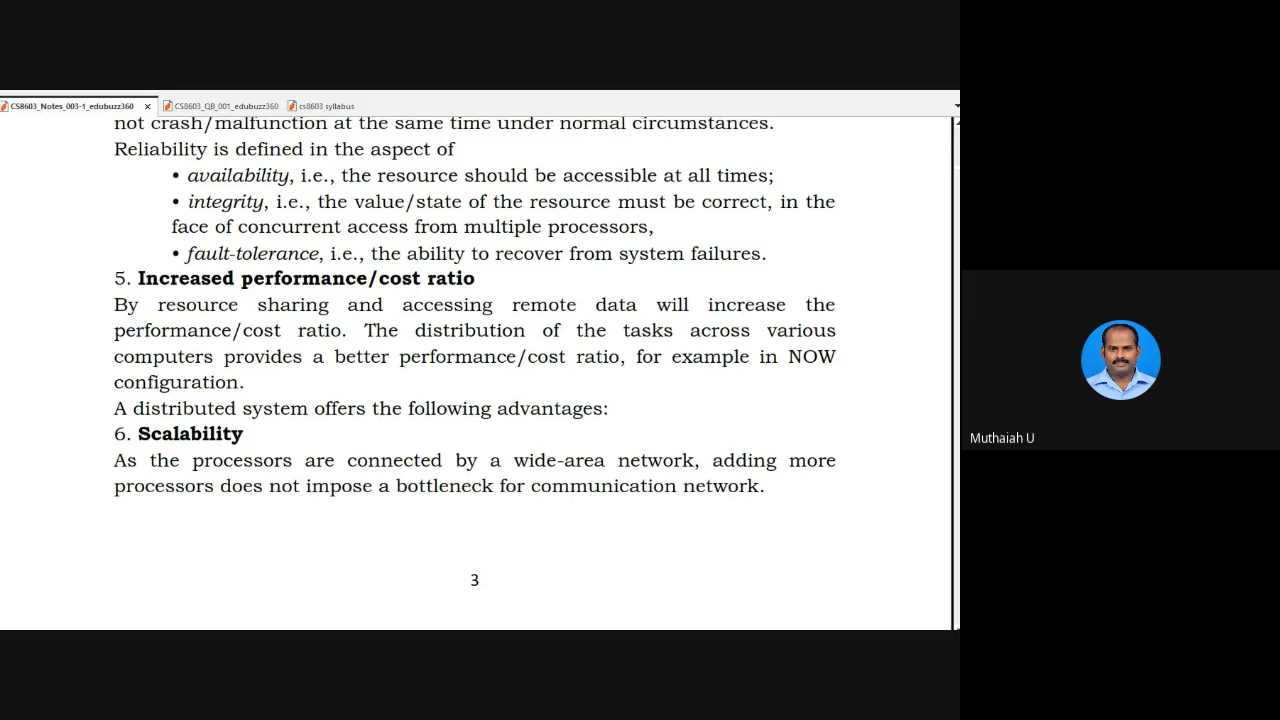 CS8603_Notes_003-1_edubuzz360 × CS8603_QB_001_edubuzz360 cs8603 syllabus
not crash/malfunction at the same time under normal circumstances.
Reliability is defined in the aspect of
• availability, i.e., the resource should be accessible at all times;
• integrity, i.e., the value/state of the resource must be correct, in the
face of concurrent access from multiple processors,
• fault-tolerance, i.e., the ability to recover from system failures.
5. Increased performance/cost ratio
By resource sharing and accessing remote data will increase the
performance/cost ratio. The distribution of the tasks across various
computers provides a better performance/cost ratio, for example in NOW
configuration.
A distributed system offers the following advantages:
6. Scalability
As the processors are connected by a wide-area network, adding more
processors does not impose a bottleneck for communication network.
3
Muthaiah U